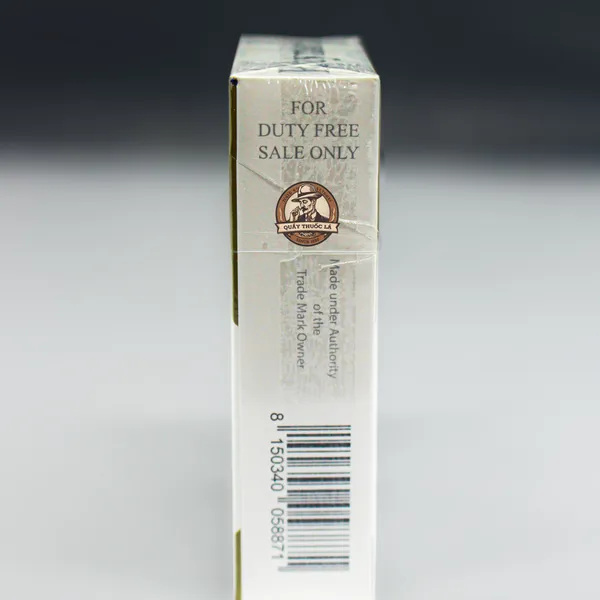 FOR
DUTY FREE
SALE ONLY
QUẦY THUỐC LÁ
Made under Authority
of the
Trade Mark Owner
8 150340 058871